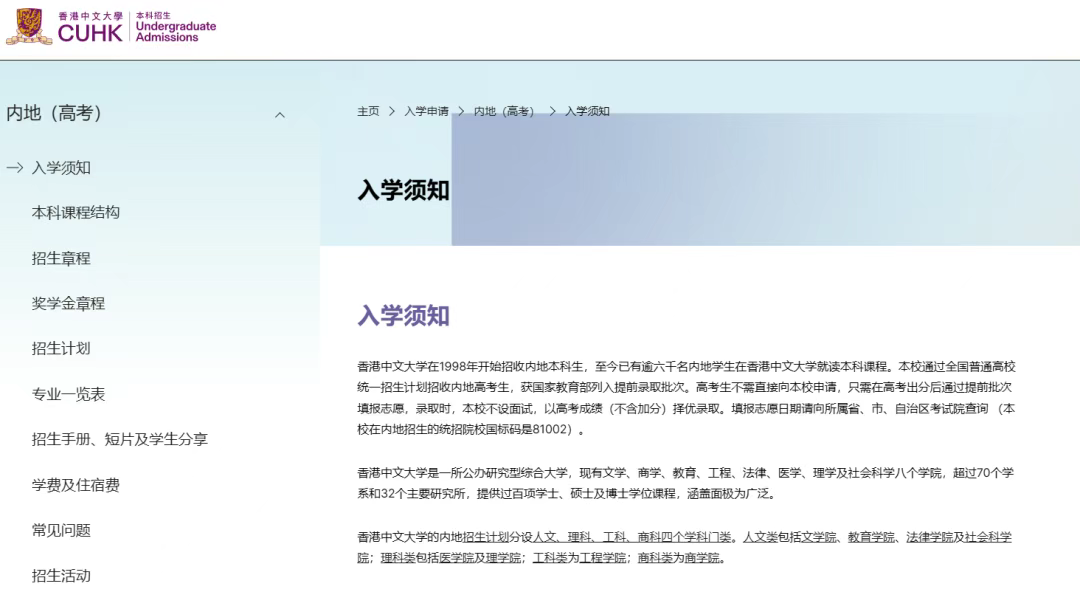 香港中文大學
CUHK
本科招生
Undergraduate
Admissions
内地（高考）
入学须知
本科课程结构
招生章程
奖学金章程
招生计划
专业一览表
招生手册、短片及学生分享
学费及住宿费
常见问题
招生活动
主页 > 入学申请 > 内地（高考） > 入学须知
入学须知
入学须知
香港中文大学在1998年开始招收内地本科生，至今已有逾六千名内地学生在香港中文大学就读本科课程。本校通过全国普通高校
统一招生计划招收内地高考生，获国家教育部列入提前录取批次。高考生不需直接向本校申请，只需在高考出分后通过提前批次
填报志愿，录取时，本校不设面试，以高考成绩（不含加分）择优录取。填报志愿日期请向所属省、市、自治区考试院查询 （本
校在内地招生的统招院校国标码是81002）。
香港中文大学是一所公办研究型综合大学，现有文学、商学、教育、工程、法律、医学、理学及社会科学八个学院，超过70个学
系和32个主要研究所，提供过百项学士、硕士及博士学位课程，涵盖面极为广泛。
香港中文大学的内地招生计划分设人文、理科、工科、商科四个学科门类。人文类包括文学院、教育学院、法律学院及社会科学
院；理科类包括医学院及理学院；工科类为工程学院；商科类为商学院。